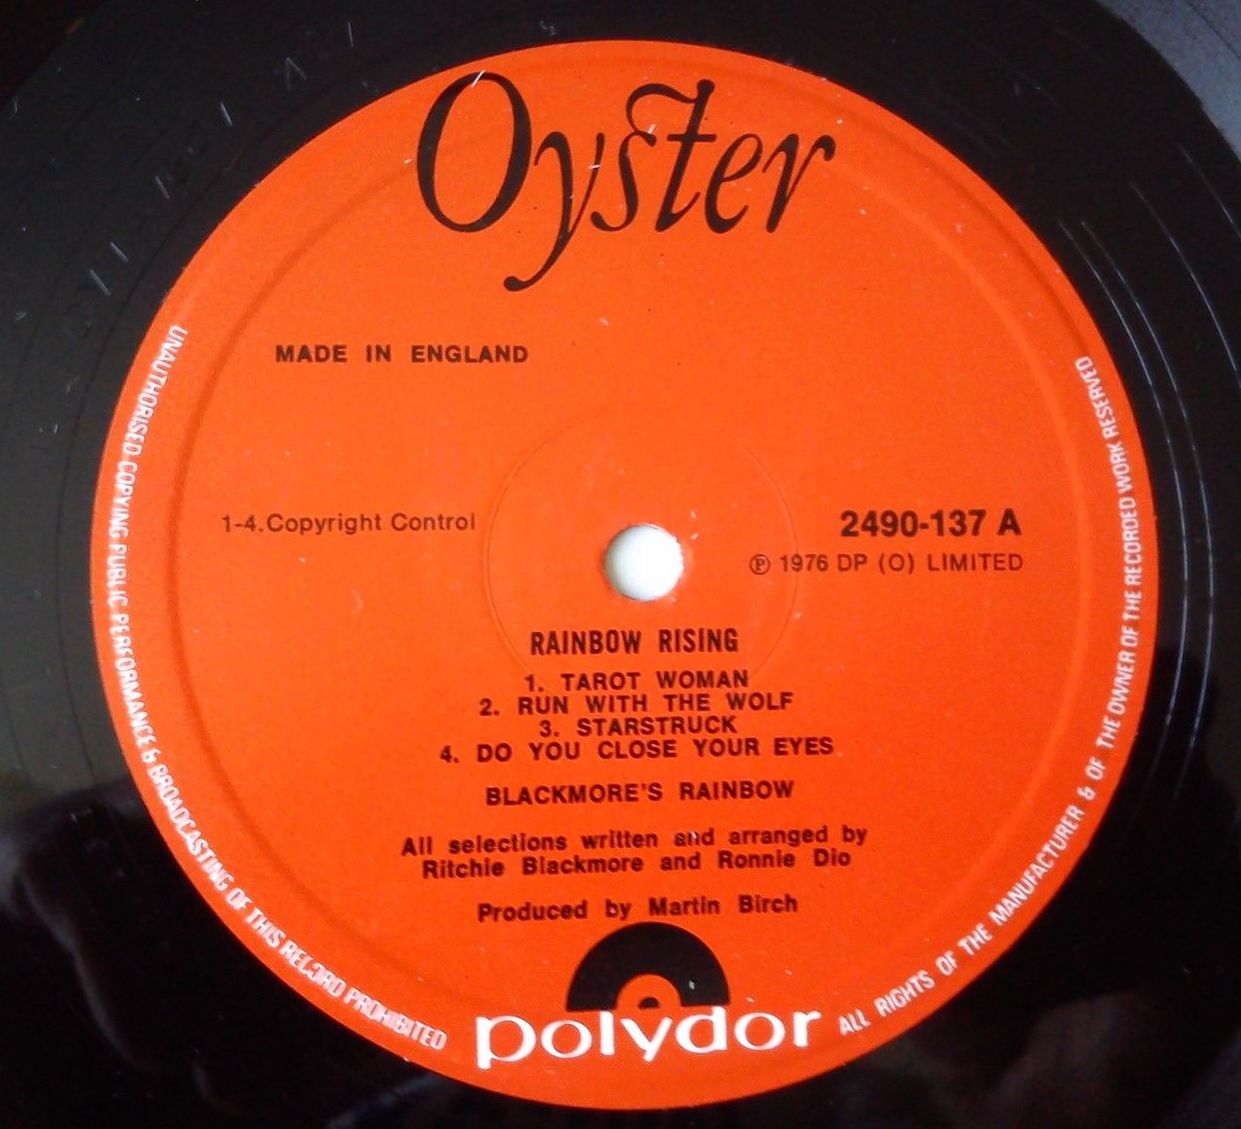 Oyster
MADE IN ENGLAND
1-4.Copyright Control
2490-137 A
℗ 1976 DP (O) LIMITED
RAINBOW RISING
1. TAROT WOMAN
2. RUN WITH THE WOLF
3. STARSTRUCK
4. DO YOU CLOSE YOUR EYES
BLACKMORE'S RAINBOW
All selections written and arranged by
Ritchie Blackmore and Ronnie Dio
Produced by Martin Birch
polydor
UNAUTHORISED COPYING PUBLIC PERFORMANCE & BROADCASTING OF THIS RECORD PROHIBITED
ALL RIGHTS OF THE MANUFACTURER & OF THE OWNER OF THE RECORDED WORK RESERVED